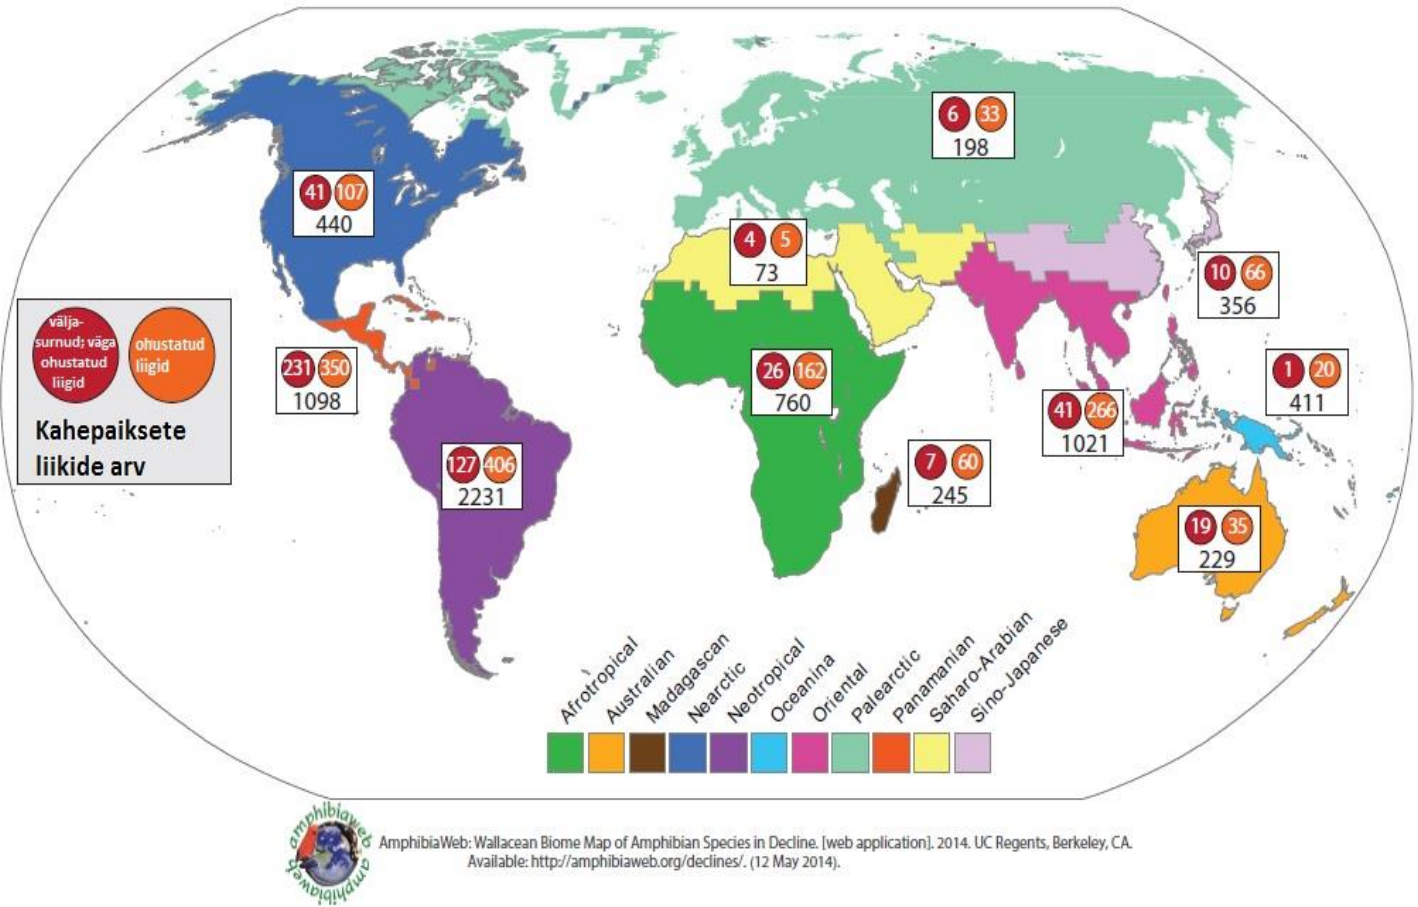 6 33
198
41 107
440
4 5
73
10 66
356
välja-
surnud; väga
ohustatud
liigid
ohustatud
liigid
Kahepaiksete
liikide arv
231 350
1098
26 162
760
1 20
411
41 266
1021
127 406
2231
7 60
245
19 35
229
Afrotropical
Australian
Madagascan
Nearctic
Neotropical
Oceanina
Oriental
Palearctic
Panamanian
Saharo-Arabian
Sino-Japanese
amphibiaweb amphibiaweb
AmphibiaWeb: Wallacean Biome Map of Amphibian Species in Decline. [web application]. 2014. UC Regents, Berkeley, CA.
Available: http://amphibiaweb.org/declines/. (12 May 2014).